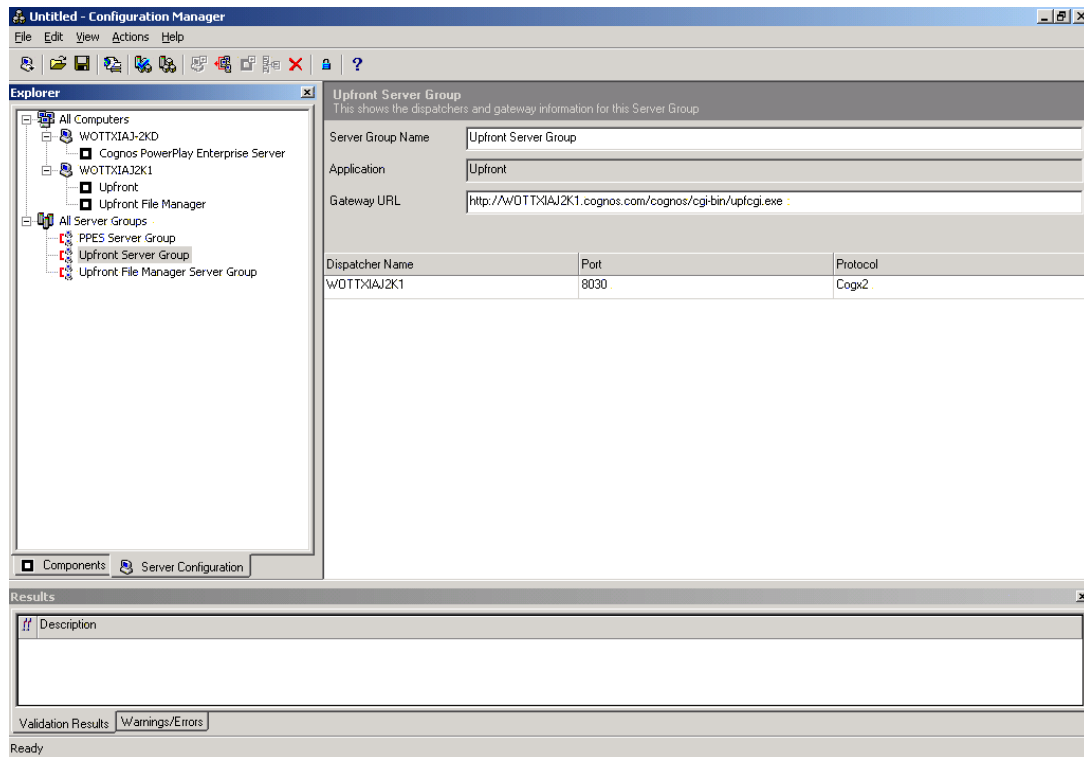 Untitled - Configuration Manager
File Edit View Actions Help
Explorer
All Computers
WOTTXIAJ-2KD
Cognos PowerPlay Enterprise Server
WOTTXIAJ2K1
Upfront
Upfront File Manager
All Server Groups
PPES Server Group
Upfront Server Group
Upfront File Manager Server Group
Components Server Configuration
Upfront Server Group
This shows the dispatchers and gateway information for this Server Group
Server Group Name Upfront Server Group
Application Upfront
Gateway URL http://WOTTXIAJ2K1.cognos.com/cognos/cgi-bin/upfcgi.exe
Dispatcher Name Port Protocol
WOTTXIAJ2K1 8030 Cogx2
Results
Description
Validation Results Warnings/Errors
Ready